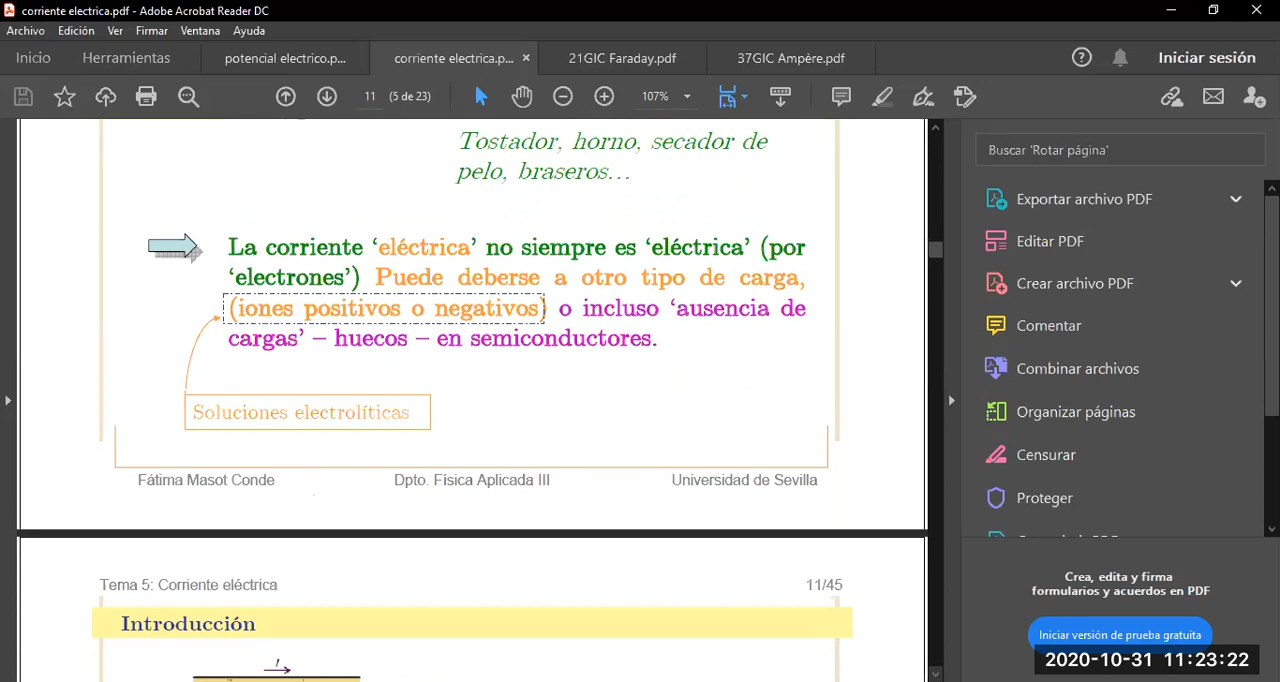 corriente electrica.pdf - Adobe Acrobat Reader DC
Archivo Edición Ver Firmar Ventana Ayuda
Inicio Herramientas potencial electrico.p... corriente electrica.p... × 21GIC Faraday.pdf 37GIC Ampère.pdf ? Iniciar sesión
11 (5 de 23) 107%
Tostador, horno, secador de
pelo, braseros...
La corriente ‘eléctrica’ no siempre es ‘eléctrica’ (por
‘electrones’) Puede deberse a otro tipo de carga,
(iones positivos o negativos) o incluso ‘ausencia de
cargas’ – huecos – en semiconductores.
Soluciones electrolíticas
Fátima Masot Conde Dpto. Física Aplicada III Universidad de Sevilla
Tema 5: Corriente eléctrica 11/45
Introducción
I
Buscar 'Rotar página'
Exportar archivo PDF
Editar PDF
Crear archivo PDF
Comentar
Combinar archivos
Organizar páginas
Censurar
Proteger
Crea, edita y firma
formularios y acuerdos en PDF
Iniciar versión de prueba gratuita
2020-10-31 11:23:22